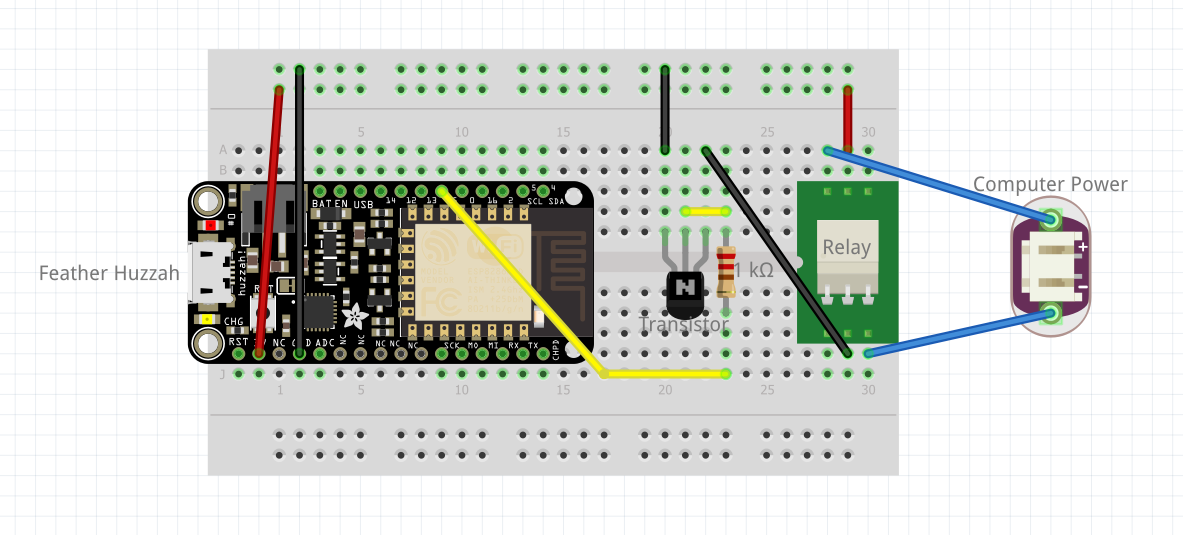 15 20 25 30
5 10
A
B
Computer Power
5 4
BAT EN USB 14 12 13 0 16 2 SCL SDA
+
Relay
huzzah!
Feather Huzzah
1 kΩ
N
−
RST
CHG
Transistor
RST 3V NC GND ADC NC NC NC NC NC SCK MO MI RX TX CHPD
J
1 5 10 15 20 25 30